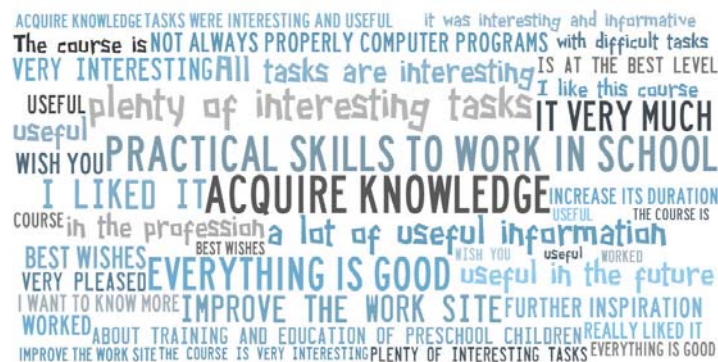 ACQUIRE KNOWLEDGE TASKS WERE INTERESTING AND USEFUL it was interesting and informative
The course is NOT ALWAYS PROPERLY COMPUTER PROGRAMS with difficult tasks
VERY INTERESTING All tasks are interesting IS AT THE BEST LEVEL
I like this course
USEFUL plenty of interesting tasks IT VERY MUCH
useful
WISH YOU PRACTICAL SKILLS TO WORK IN SCHOOL
I LIKED IT ACQUIRE KNOWLEDGE INCREASE ITS DURATION
USEFUL THE COURSE IS
COURSE in the profession a lot of useful information
BEST WISHES BEST WISHES WISH YOU useful WORKED
VERY PLEASED EVERYTHING IS GOOD useful in the future
I WANT TO KNOW MORE IMPROVE THE WORK SITE FURTHER INSPIRATION
WORKED ABOUT TRAINING AND EDUCATION OF PRESCHOOL CHILDREN REALLY LIKED IT
IMPROVE THE WORK SITE THE COURSE IS VERY INTERESTING PLENTY OF INTERESTING TASKS EVERYTHING IS GOOD